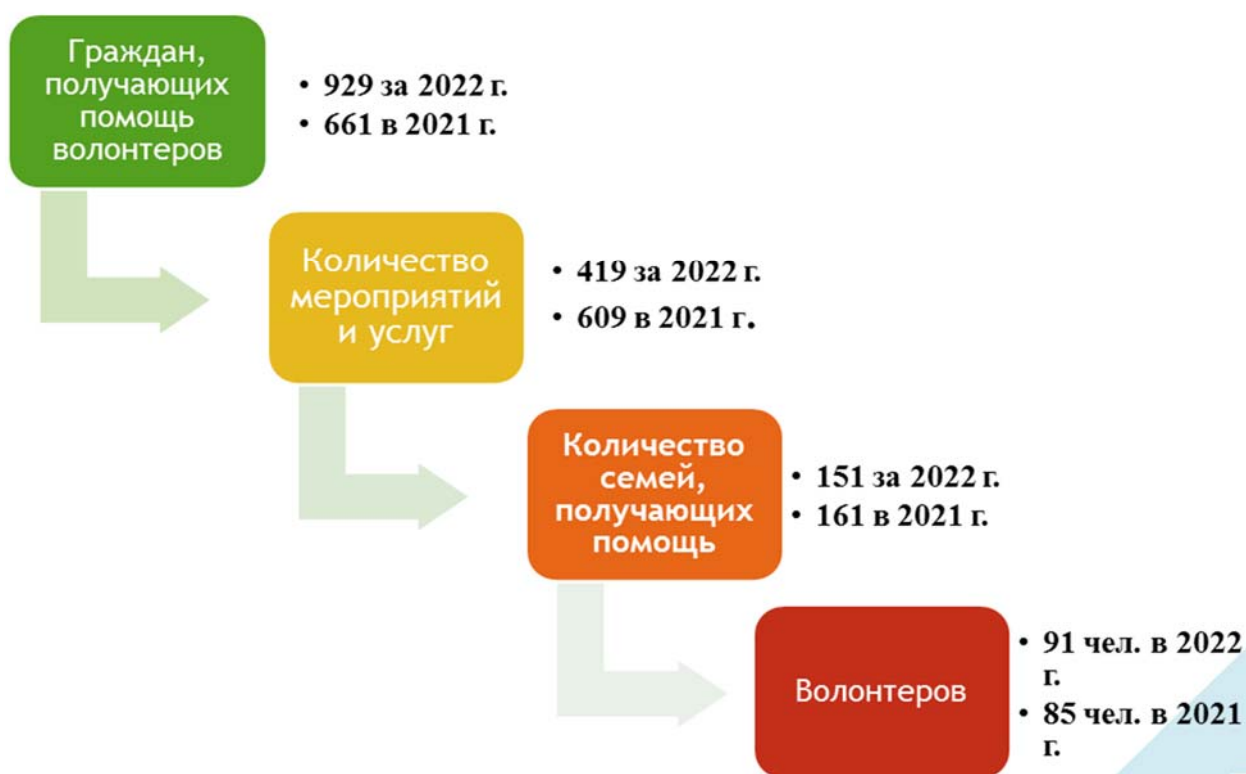 Граждан,
получающих
помощь
волонтеров
• 929 за 2022 г.
• 661 в 2021 г.
Количество
мероприятий
и услуг
• 419 за 2022 г.
• 609 в 2021 г.
Количество
семей,
получающих
помощь
• 151 за 2022 г.
• 161 в 2021 г.
Волонтеров
• 91 чел. в 2022
г.
• 85 чел. в 2021
г.